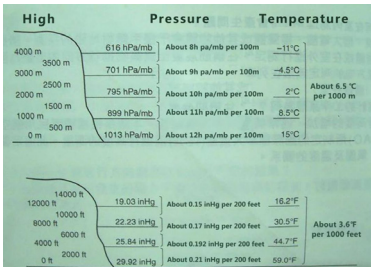 High Pressure Temperature
4000 m 616 hPa/mb About 8h pa/mb per 100m -11°C
3500 m
3000 m 701 hPa/mb About 9h pa/mb per 100m -4.5°C
2500 m
2000 m 795 hPa/mb About 10h pa/mb per 100m 2°C
About 6.5 °C
per 1000 m
1500 m
1000 m 899 hPa/mb About 11h pa/mb per 100m 8.5°C
500 m
0 m 1013 hPa/mb About 12h pa/mb per 100m 15°C
14000 ft
12000 ft 19.03 inHg About 0.15 inHg per 200 feet 16.2°F
10000 ft
8000 ft 22.23 inHg About 0.17 inHg per 200 feet 30.5°F
About 3.6°F
per 1000 feet
6000 ft
4000 ft 25.84 inHg About 0.192 inHg per 200 feet 44.7°F
2000 ft
0 ft 29.92 inHg About 0.21 inHg per 200 feet 59.0°F